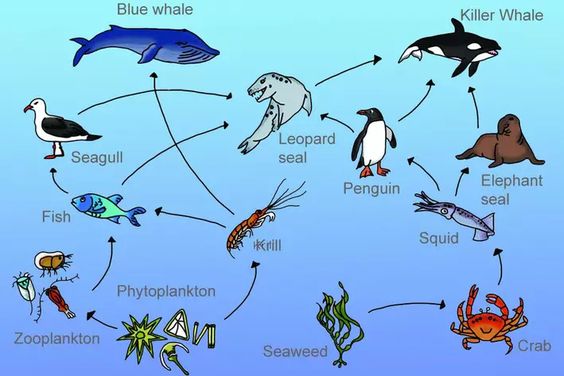 Blue whale
Killer Whale
Seagull
Leopard
seal
Penguin
Elephant
seal
Fish
Krill
Squid
Phytoplankton
Zooplankton
Seaweed
Crab